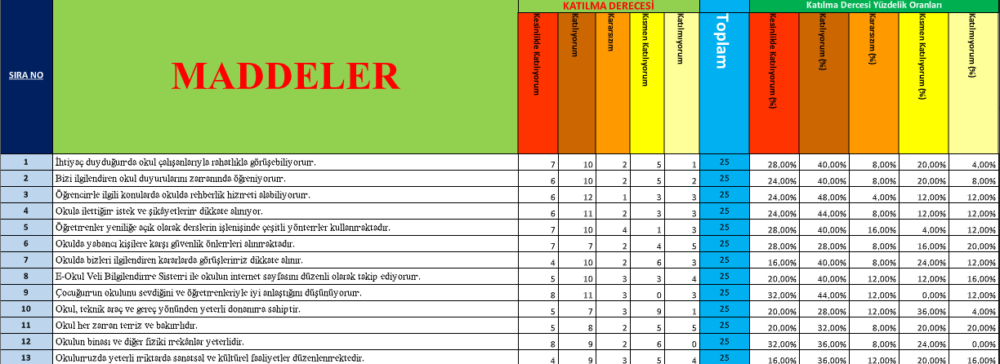 KATILMA DERECESİ
Katılma Dercesi Yüzdelik Oranları
SIRA NO
MADDELER
Kesinlikle Katılıyorum
Katılıyorum
Kararsızım
Kısmen Katılıyorum
Katılmıyorum
Toplam
Kesinlikle Katılıyorum (%)
Katılıyorum (%)
Kararsızım (%)
Kısmen Katılıyorum (%)
Katılmıyorum (%)
1 İhtiyaç duyduğumda okul çalışanlarıyla rahatlıkla görüşebiliyorum. 7 10 2 5 1 25 28,00% 40,00% 8,00% 20,00% 4,00%
2 Bizi ilgilendiren okul duyurularını zamanında öğreniyorum. 6 10 2 5 2 25 24,00% 40,00% 8,00% 20,00% 8,00%
3 Öğrencimle ilgili konularda okulda rehberlik hizmeti alabiliyorum. 6 12 1 3 3 25 24,00% 48,00% 4,00% 12,00% 12,00%
4 Okula ilettiğim istek ve şikâyetlerim dikkate alınıyor. 6 11 2 3 3 25 24,00% 44,00% 8,00% 12,00% 12,00%
5 Öğretmenler yeniliğe açık olarak derslerin işlenişinde çeşitli yöntemler kullanmaktadır. 7 10 4 1 3 25 28,00% 40,00% 16,00% 4,00% 12,00%
6 Okulda yabancı kişilere karşı güvenlik önlemleri alınmaktadır. 7 7 2 4 5 25 28,00% 28,00% 8,00% 16,00% 20,00%
7 Okulda bizleri ilgilendiren kararlarda görüşlerimiz dikkate alınır. 4 10 2 6 3 25 16,00% 40,00% 8,00% 24,00% 12,00%
8 E-Okul Veli Bilgilendirme Sistemi ile okulun internet sayfasını düzenli olarak takip ediyorum. 5 10 3 3 4 25 20,00% 40,00% 12,00% 12,00% 16,00%
9 Çocuğumun okulunu sevdiğini ve öğretmenleriyle iyi anlaştığını düşünüyorum. 8 11 3 0 3 25 32,00% 44,00% 12,00% 0,00% 12,00%
10 Okul, teknik araç ve gereç yönünden yeterli donanıma sahiptir. 5 7 3 9 1 25 20,00% 28,00% 12,00% 36,00% 4,00%
11 Okul her zaman temiz ve bakımlıdır. 5 8 2 5 5 25 20,00% 32,00% 8,00% 20,00% 20,00%
12 Okulun binası ve diğer fiziki mekânlar yeterlidir. 8 9 2 6 0 25 32,00% 36,00% 8,00% 24,00% 0,00%
13 Okulumuzda yeterli miktarda sanatsal ve kültürel faaliyetler düzenlenmektedir. 4 9 3 5 4 25 16,00% 36,00% 12,00% 20,00% 16,00%